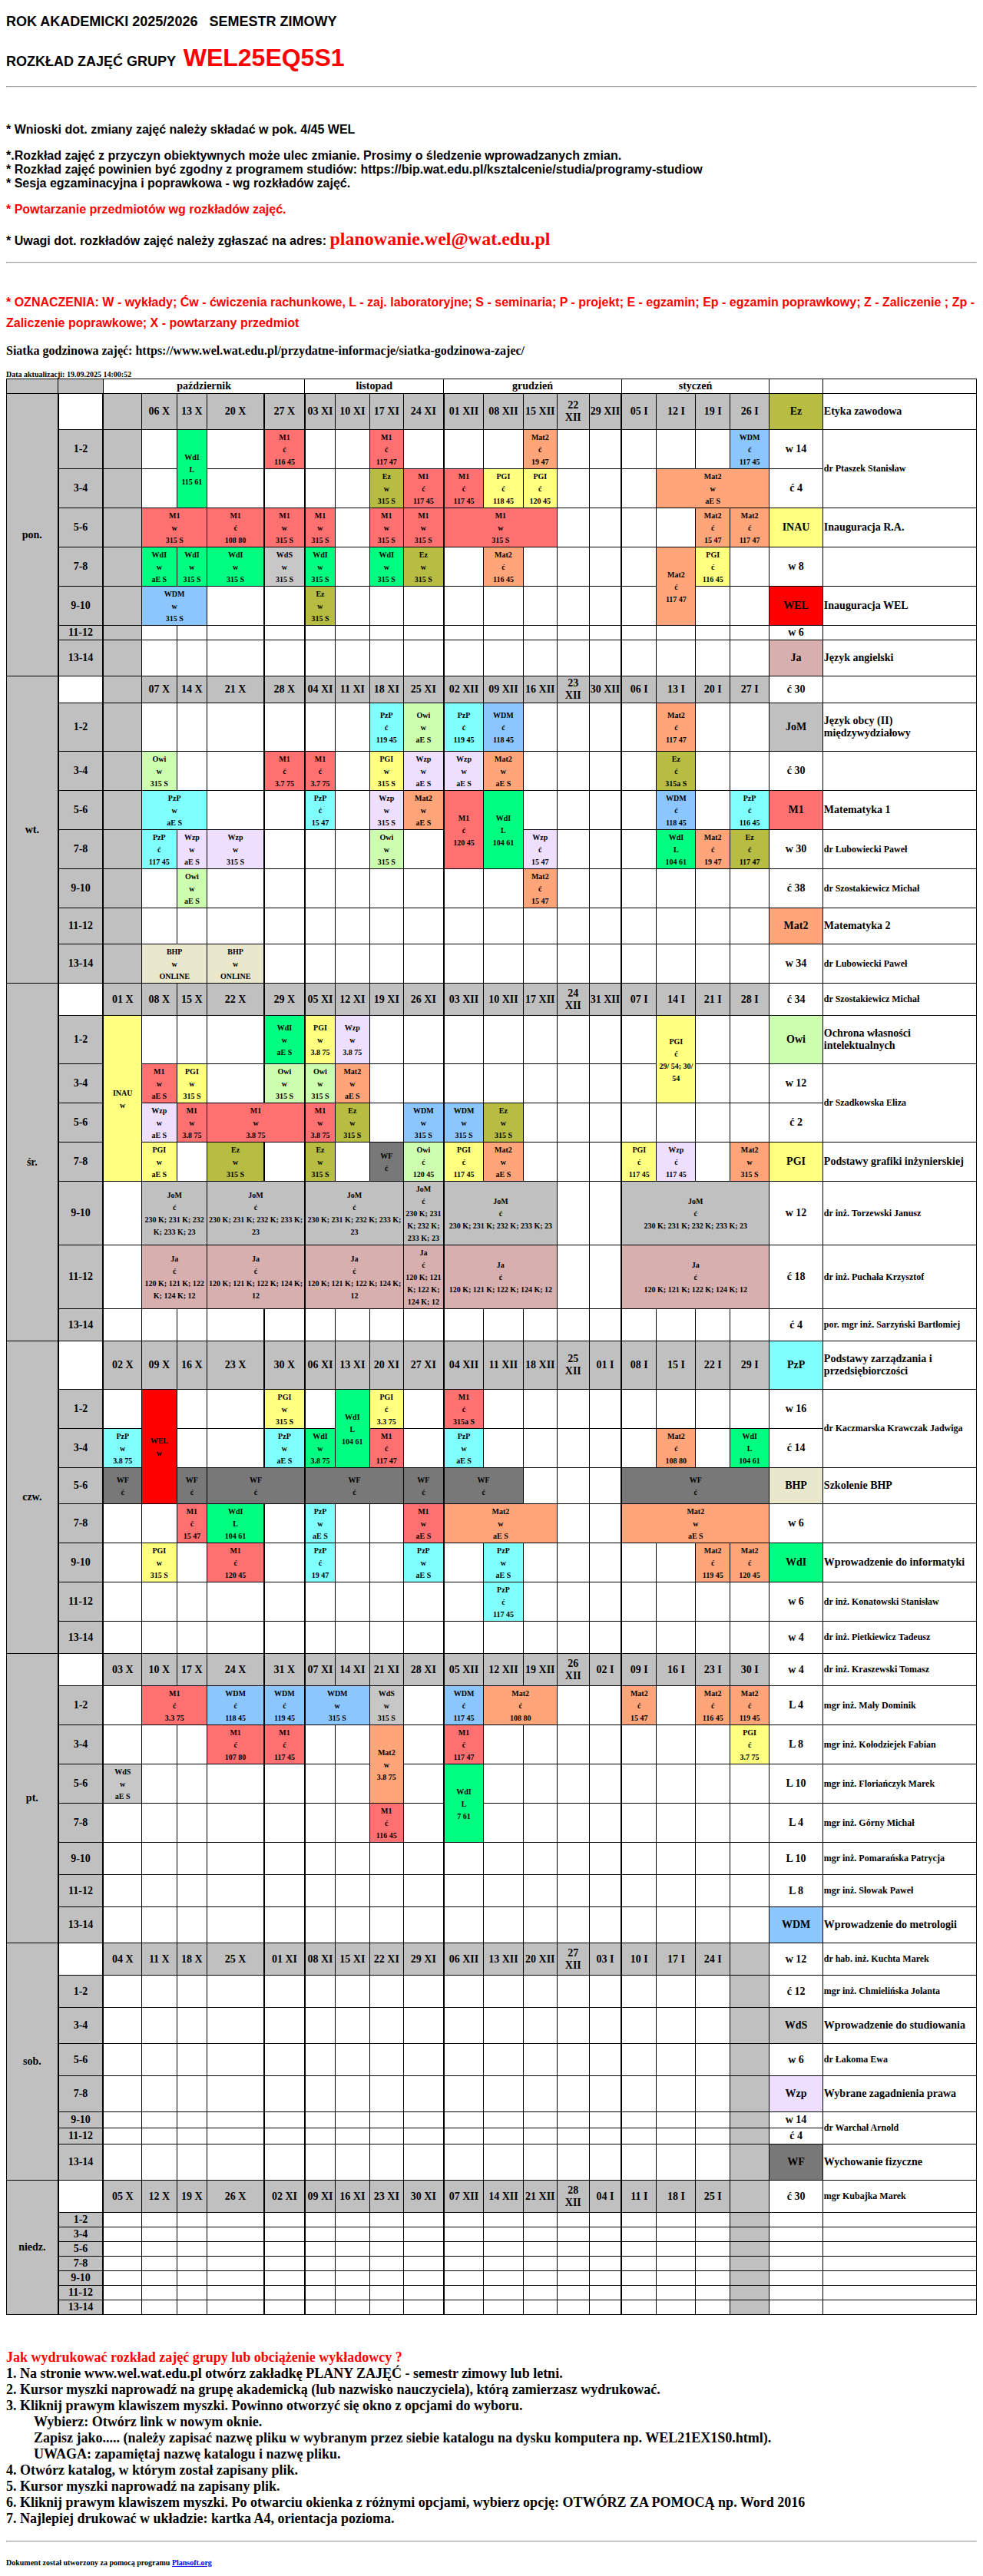 ROK AKADEMICKI 2025/2026 SEMESTR ZIMOWY
ROZKŁAD ZAJĘĆ GRUPY WEL25EQ5S1
* Wnioski dot. zmiany zajęć należy składać w pok. 4/45 WEL
*.Rozkład zajęć z przyczyn obiektywnych może ulec zmianie. Prosimy o śledzenie wprowadzanych zmian.
* Rozkład zajęć powinien być zgodny z programem studiów: https://bip.wat.edu.pl/ksztalcenie/studia/programy-studiow
* Sesja egzaminacyjna i poprawkowa - wg rozkładów zajęć.
* Powtarzanie przedmiotów wg rozkładów zajęć.
* Uwagi dot. rozkładów zajęć należy zgłaszać na adres: planowanie.wel@wat.edu.pl
* OZNACZENIA: W - wykłady; Ćw - ćwiczenia rachunkowe, L - zaj. laboratoryjne; S - seminaria; P - projekt; E - egzamin; Ep - egzamin poprawkowy; Z - Zaliczenie ; Zp -
Zaliczenie poprawkowe; X - powtarzany przedmiot
Siatka godzinowa zajęć: https://www.wel.wat.edu.pl/przydatne-informacje/siatka-godzinowa-zajec/
Data aktualizacji: 19.09.2025 14:00:52
październik listopad grudzień styczeń
pon. 06 X 13 X 20 X 27 X 03 XI 10 XI 17 XI 24 XI 01 XII 08 XII 15 XII 22 XII 29 XII 05 I 12 I 19 I 26 I Ez Etyka zawodowa
1-2 WdI L 115 61 M1 ć 116 45 M1 ć 117 47 Mat2 ć 19 47 WDM ć 117 45 w 14 dr Ptaszek Stanisław
3-4 Ez w 315 S M1 ć 117 45 M1 ć 117 45 PGI ć 118 45 PGI ć 120 45 Mat2 w aE S ć 4
5-6 M1 w 315 S M1 ć 108 80 M1 w 315 S M1 w 315 S M1 w 315 S M1 w 315 S M1 w 315 S Mat2 ć 15 47 Mat2 ć 117 47 INAU Inauguracja R.A.
7-8 WdI w aE S WdI w 315 S WdI w 315 S WdS w 315 S WdI w 315 S WdI w 315 S Ez w 315 S Mat2 ć 116 45 Mat2 ć 117 47 PGI ć 116 45 w 8
9-10 WDM w 315 S Ez w 315 S WEL Inauguracja WEL
11-12 w 6
13-14 Ja Język angielski
wt. 07 X 14 X 21 X 28 X 04 XI 11 XI 18 XI 25 XI 02 XII 09 XII 16 XII 23 XII 30 XII 06 I 13 I 20 I 27 I ć 30
1-2 PzP ć 119 45 Owi w aE S PzP ć 119 45 WDM ć 118 45 Mat2 ć 117 47 JoM Język obcy (II) międzywydziałowy
3-4 Owi w 315 S M1 ć 3.7 75 M1 ć 3.7 75 PGI w 315 S Wzp w aE S Wzp w aE S Mat2 w aE S Ez ć 315a S ć 30
5-6 PzP w aE S PzP ć 15 47 Wzp w 315 S Mat2 w aE S M1 ć 120 45 WdI L 104 61 WDM ć 118 45 PzP ć 116 45 M1 Matematyka 1
7-8 PzP ć 117 45 Wzp w aE S Wzp w 315 S Owi w 315 S Wzp ć 15 47 WdI L 104 61 Mat2 ć 19 47 Ez ć 117 47 w 30 dr Lubowiecki Paweł
9-10 Owi w aE S Mat2 ć 15 47 ć 38 dr Szostakiewicz Michał
11-12 Mat2 Matematyka 2
13-14 BHP w ONLINE BHP w ONLINE w 34 dr Lubowiecki Paweł
śr. 01 X 08 X 15 X 22 X 29 X 05 XI 12 XI 19 XI 26 XI 03 XII 10 XII 17 XII 24 XII 31 XII 07 I 14 I 21 I 28 I ć 34 dr Szostakiewicz Michał
1-2 INAU w WdI w aE S PGI w 3.8 75 Wzp w 3.8 75 PGI ć 29/ 54; 30/ 54 Owi Ochrona własności intelektualnych
3-4 M1 w aE S PGI w 315 S Owi w 315 S Owi w 315 S Mat2 w aE S w 12 dr Szadkowska Eliza
5-6 Wzp w aE S M1 w 3.8 75 M1 w 3.8 75 M1 w 3.8 75 Ez w 315 S WDM w 315 S WDM w 315 S Ez w 315 S ć 2
7-8 PGI w aE S Ez w 315 S Ez w 315 S WF ć Owi ć 120 45 PGI ć 117 45 Mat2 w aE S PGI ć 117 45 Wzp ć 117 45 Mat2 w 315 S PGI Podstawy grafiki inżynierskiej
9-10 JoM ć 230 K; 231 K; 232 K; 233 K; 23 JoM ć 230 K; 231 K; 232 K; 233 K; 23 JoM ć 230 K; 231 K; 232 K; 233 K; 23 JoM ć 230 K; 231 K; 232 K; 233 K; 23 JoM ć 230 K; 231 K; 232 K; 233 K; 23 JoM ć 230 K; 231 K; 232 K; 233 K; 23 w 12 dr inż. Torzewski Janusz
11-12 Ja ć 120 K; 121 K; 122 K; 124 K; 12 Ja ć 120 K; 121 K; 122 K; 124 K; 12 Ja ć 120 K; 121 K; 122 K; 124 K; 12 Ja ć 120 K; 121 K; 122 K; 124 K; 12 Ja ć 120 K; 121 K; 122 K; 124 K; 12 Ja ć 120 K; 121 K; 122 K; 124 K; 12 ć 18 dr inż. Puchała Krzysztof
13-14 ć 4 por. mgr inż. Sarzyński Bartłomiej
czw. 02 X 09 X 16 X 23 X 30 X 06 XI 13 XI 20 XI 27 XI 04 XII 11 XII 18 XII 25 XII 01 I 08 I 15 I 22 I 29 I PzP Podstawy zarządzania i przedsiębiorczości
1-2 WEL w PGI w 315 S WdI L 104 61 PGI ć 3.3 75 M1 ć 315a S w 16 dr Kaczmarska Krawczak Jadwiga
3-4 PzP w 3.8 75 PzP w aE S WdI w 3.8 75 M1 ć 117 47 PzP w aE S Mat2 ć 108 80 WdI L 104 61 ć 14
5-6 WF ć WF ć WF ć WF ć WF ć WF ć WF ć BHP Szkolenie BHP
7-8 M1 ć 15 47 WdI L 104 61 PzP w aE S M1 w aE S Mat2 w aE S Mat2 w aE S w 6
9-10 PGI w 315 S M1 ć 120 45 PzP ć 19 47 PzP w aE S PzP w aE S Mat2 ć 119 45 Mat2 ć 120 45 WdI Wprowadzenie do informatyki
11-12 PzP ć 117 45 w 6 dr inż. Konatowski Stanisław
13-14 w 4 dr inż. Pietkiewicz Tadeusz
pt. 03 X 10 X 17 X 24 X 31 X 07 XI 14 XI 21 XI 28 XI 05 XII 12 XII 19 XII 26 XII 02 I 09 I 16 I 23 I 30 I w 4 dr inż. Kraszewski Tomasz
1-2 M1 ć 3.3 75 WDM ć 118 45 WDM ć 119 45 WDM w 315 S WdS w 315 S WDM ć 117 45 Mat2 ć 108 80 Mat2 ć 15 47 Mat2 ć 116 45 Mat2 ć 119 45 L 4 mgr inż. Mały Dominik
3-4 M1 ć 107 80 M1 ć 117 45 Mat2 w 3.8 75 M1 ć 117 47 PGI ć 3.7 75 L 8 mgr inż. Kołodziejek Fabian
5-6 WdS w aE S WdI L 7 61 L 10 mgr inż. Floriańczyk Marek
7-8 M1 ć 116 45 L 4 mgr inż. Górny Michał
9-10 L 10 mgr inż. Pomarańska Patrycja
11-12 L 8 mgr inż. Słowak Paweł
13-14 WDM Wprowadzenie do metrologii
sob. 04 X 11 X 18 X 25 X 01 XI 08 XI 15 XI 22 XI 29 XI 06 XII 13 XII 20 XII 27 XII 03 I 10 I 17 I 24 I w 12 dr hab. inż. Kuchta Marek
1-2 ć 12 mgr inż. Chmielińska Jolanta
3-4 WdS Wprowadzenie do studiowania
5-6 w 6 dr Łakoma Ewa
7-8 Wzp Wybrane zagadnienia prawa
9-10 w 14 dr Warchał Arnold
11-12 ć 4
13-14 WF Wychowanie fizyczne
niedz. 05 X 12 X 19 X 26 X 02 XI 09 XI 16 XI 23 XI 30 XI 07 XII 14 XII 21 XII 28 XII 04 I 11 I 18 I 25 I ć 30 mgr Kubajka Marek
1-2
3-4
5-6
7-8
9-10
11-12
13-14
Jak wydrukować rozkład zajęć grupy lub obciążenie wykładowcy ?
1. Na stronie www.wel.wat.edu.pl otwórz zakładkę PLANY ZAJĘĆ - semestr zimowy lub letni.
2. Kursor myszki naprowadź na grupę akademicką (lub nazwisko nauczyciela), którą zamierzasz wydrukować.
3. Kliknij prawym klawiszem myszki. Powinno otworzyć się okno z opcjami do wyboru.
Wybierz: Otwórz link w nowym oknie.
Zapisz jako..... (należy zapisać nazwę pliku w wybranym przez siebie katalogu na dysku komputera np. WEL21EX1S0.html).
UWAGA: zapamiętaj nazwę katalogu i nazwę pliku.
4. Otwórz katalog, w którym został zapisany plik.
5. Kursor myszki naprowadź na zapisany plik.
6. Kliknij prawym klawiszem myszki. Po otwarciu okienka z różnymi opcjami, wybierz opcję: OTWÓRZ ZA POMOCĄ np. Word 2016
7. Najlepiej drukować w układzie: kartka A4, orientacja pozioma.
Dokument został utworzony za pomocą programu Plansoft.org